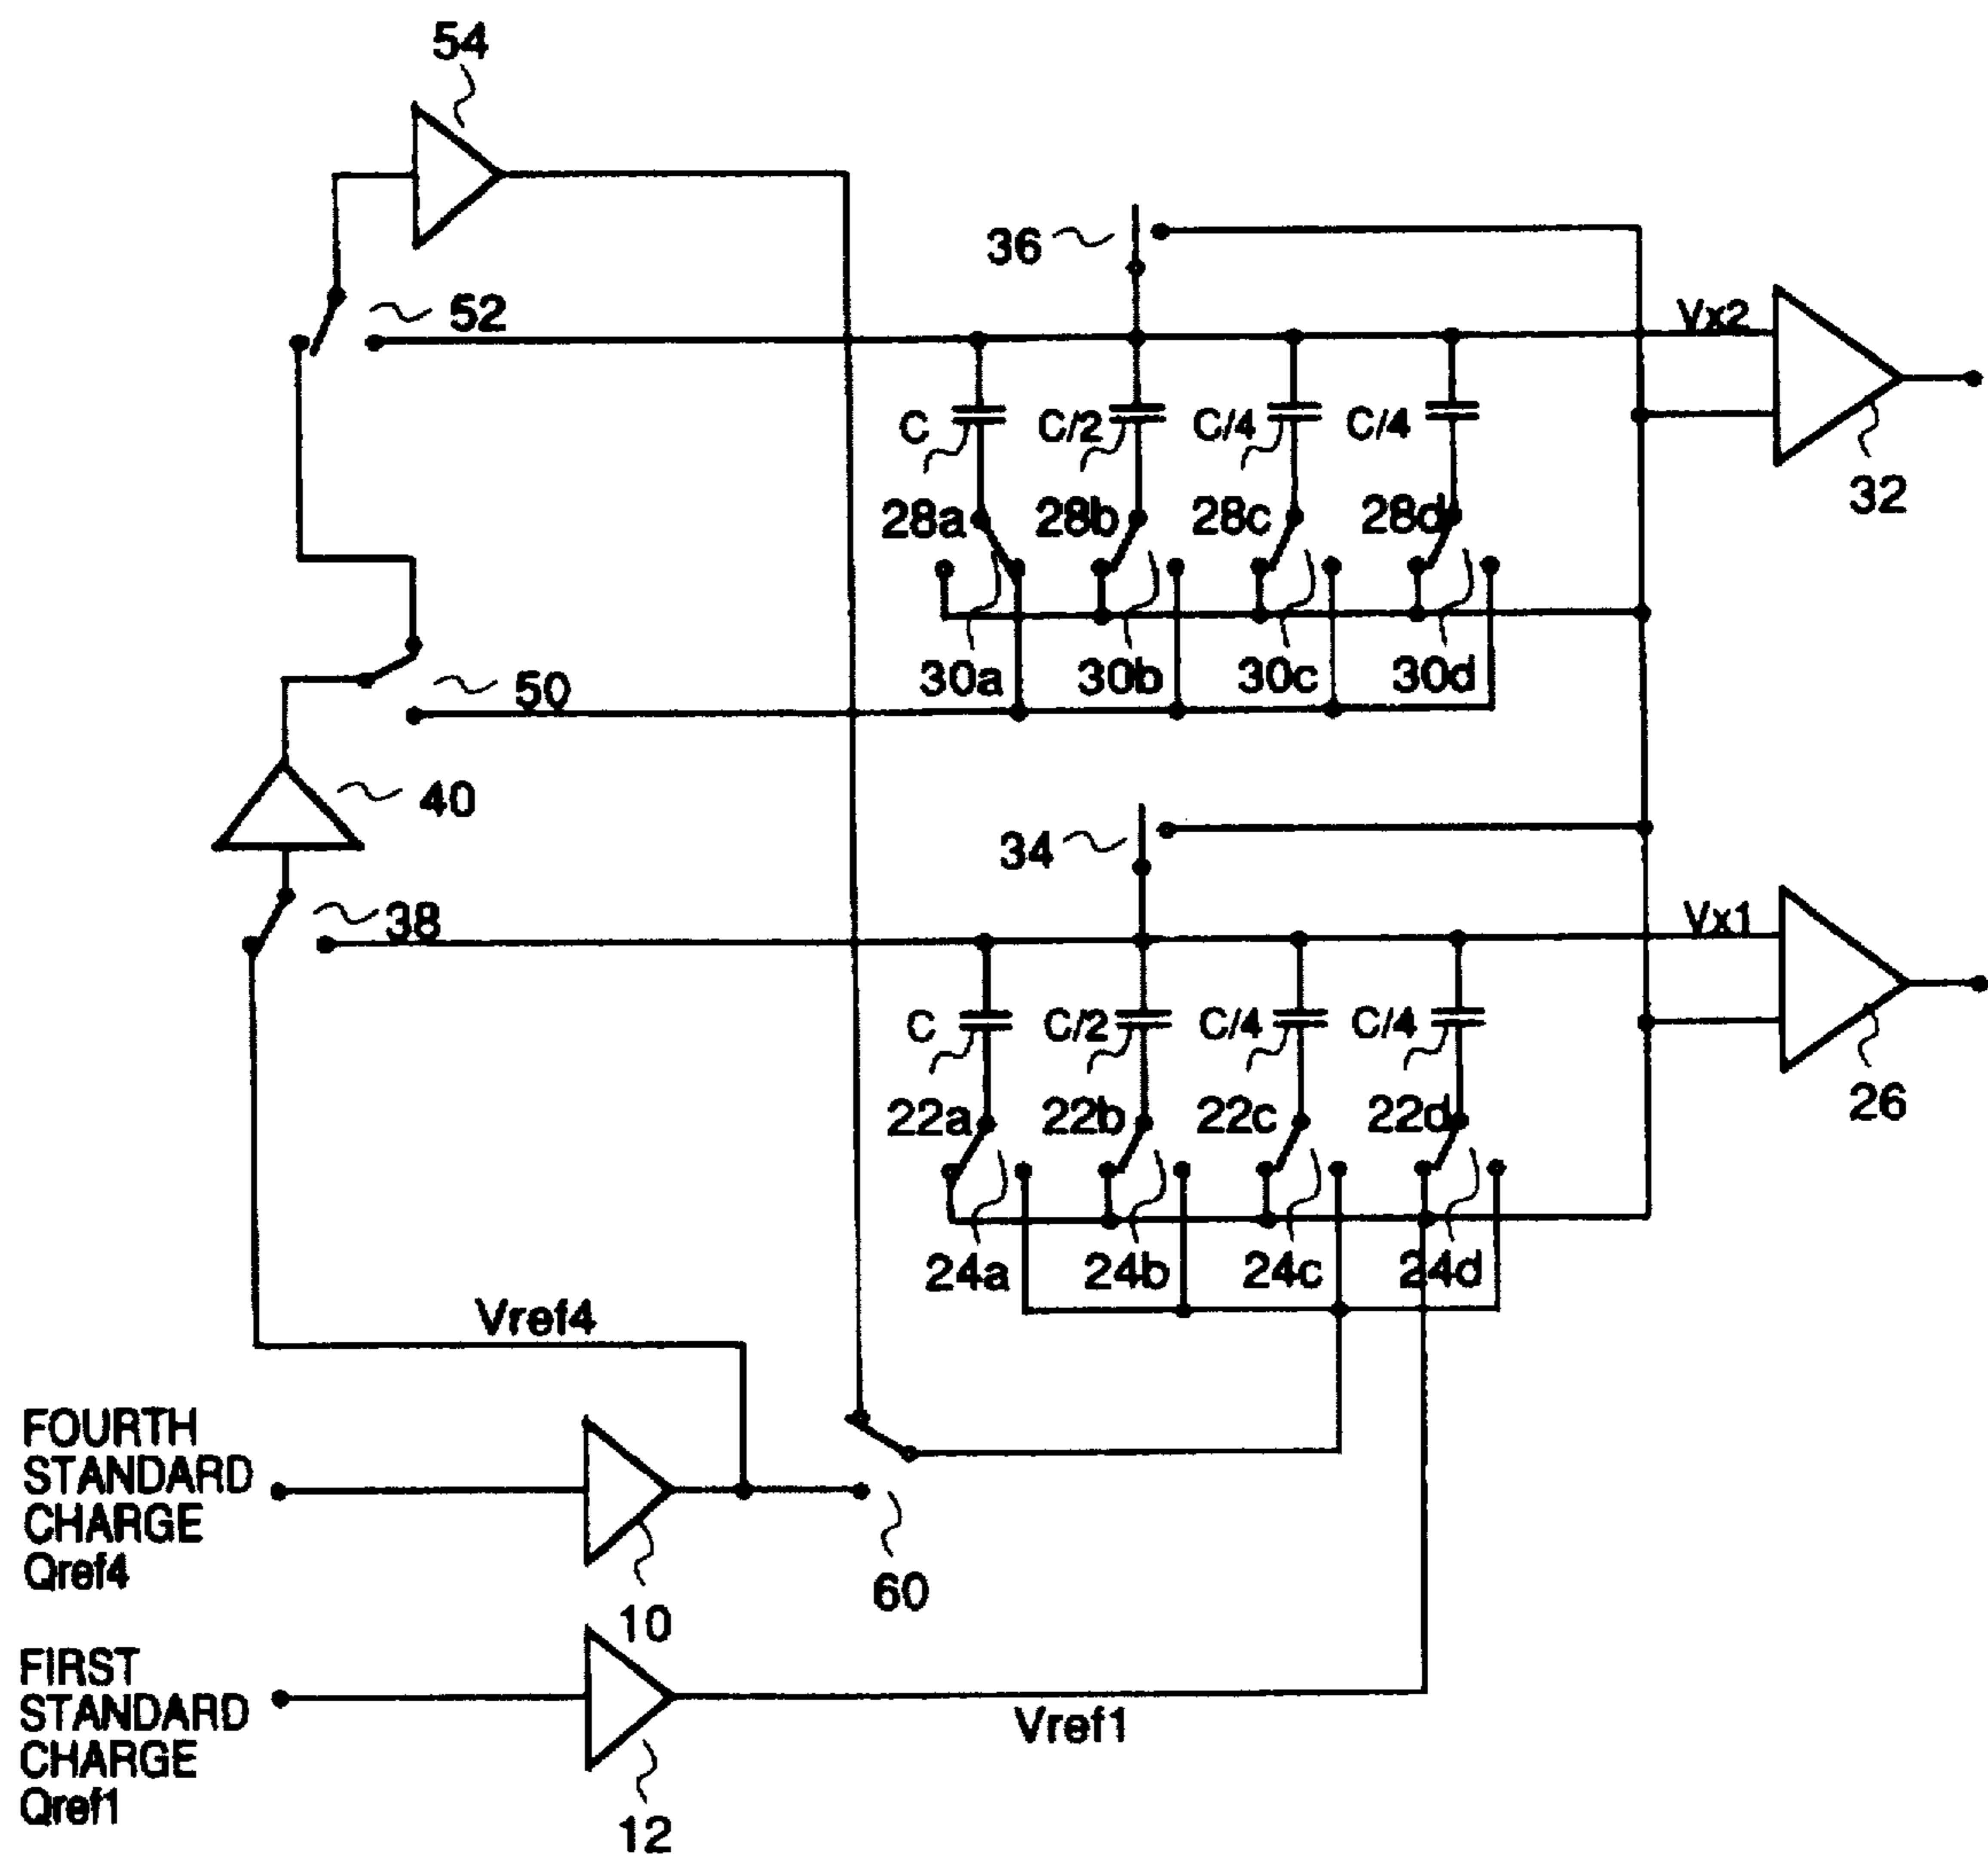 54
36
52
Vx2
C
C/2
C/4
C/4
32
28a
28b
28c
28d
30a
30b
30c
30d
50
40
34
38
Vx1
C
C/2
C/4
C/4
26
22a
22b
22c
22d
24a
24b
24c
24d
Vref4
FOURTH
STANDARD
CHARGE
Qref4
10
60
FIRST
STANDARD
CHARGE
Qref1
Vref1
12